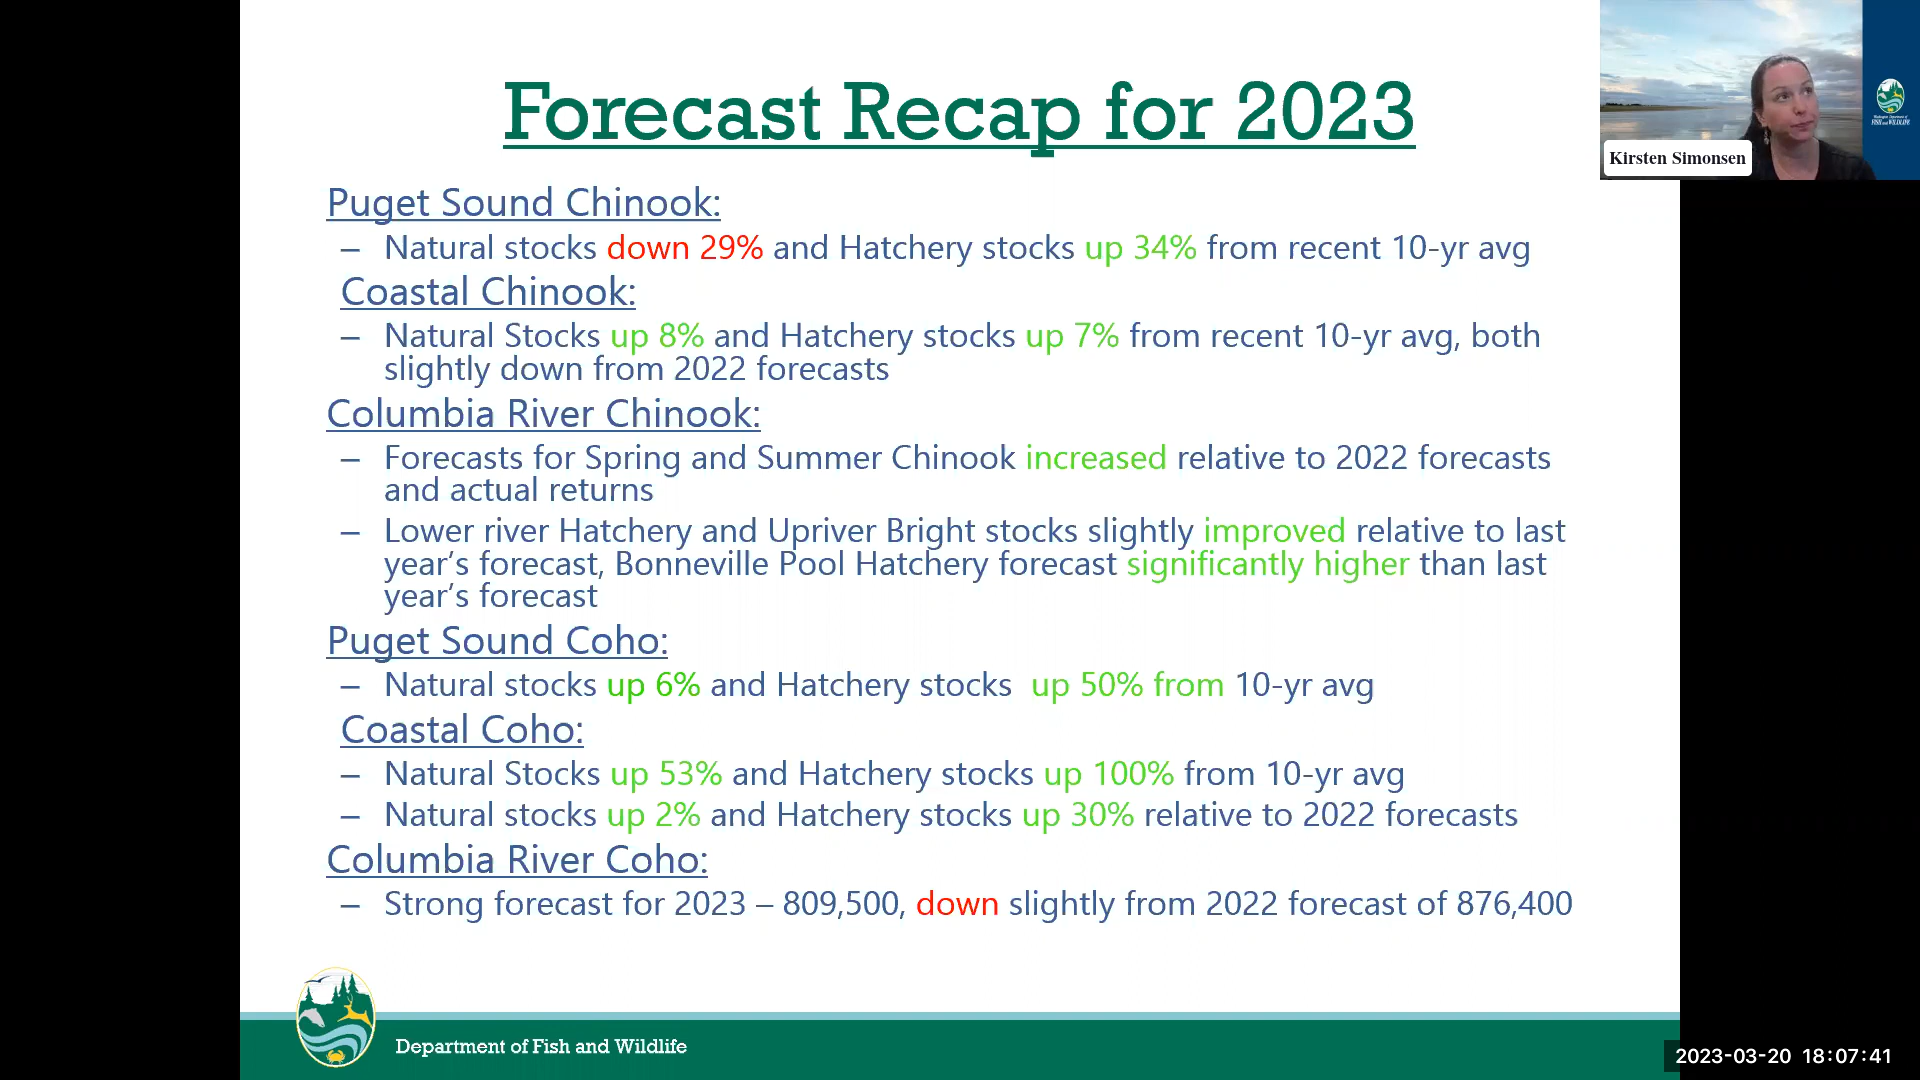 Forecast Recap for 2023
Puget Sound Chinook:
– Natural stocks down 29% and Hatchery stocks up 34% from recent 10-yr avg
Coastal Chinook:
– Natural Stocks up 8% and Hatchery stocks up 7% from recent 10-yr avg, both
slightly down from 2022 forecasts
Columbia River Chinook:
– Forecasts for Spring and Summer Chinook increased relative to 2022 forecasts
and actual returns
– Lower river Hatchery and Upriver Bright stocks slightly improved relative to last
year’s forecast, Bonneville Pool Hatchery forecast significantly higher than last
year’s forecast
Puget Sound Coho:
– Natural stocks up 6% and Hatchery stocks  up 50% from 10-yr avg
Coastal Coho:
– Natural Stocks up 53% and Hatchery stocks up 100% from 10-yr avg
– Natural stocks up 2% and Hatchery stocks up 30% relative to 2022 forecasts
Columbia River Coho:
– Strong forecast for 2023 – 809,500, down slightly from 2022 forecast of 876,400
Department of Fish and Wildlife
Kirsten Simonsen
Washington Department of
FISH and WILDLIFE
2023-03-20 18:07:41